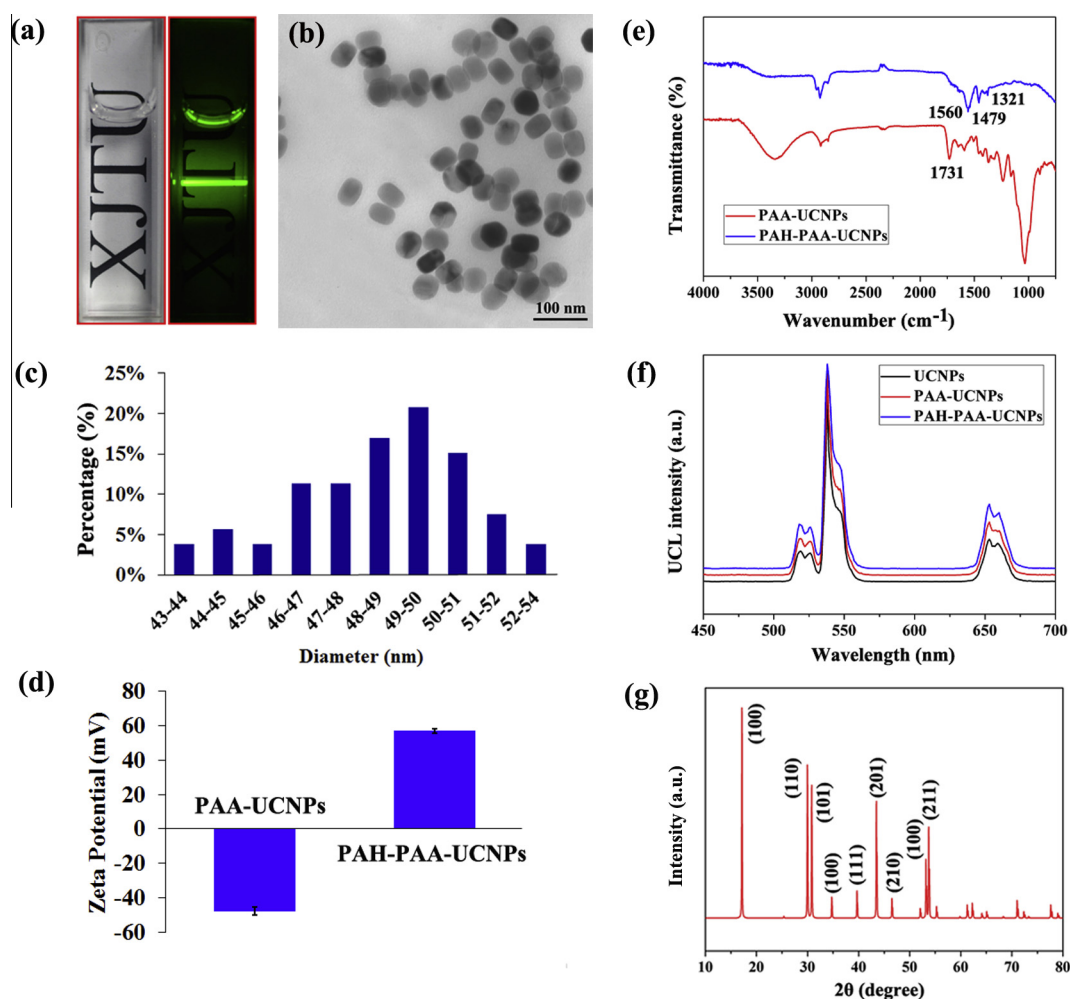 (a)
XJTU
XJTU
(b)
100 nm
(c)
Percentage (%)
25%
20%
15%
10%
5%
0%
43-44
44-45
45-46
46-47
47-48
48-49
49-50
50-51
51-52
52-54
Diameter (nm)
(d)
Zeta Potential (mV)
80
60
40
20
0
-20
-40
-60
PAA-UCNPs
PAH-PAA-UCNPs
(e)
Transmittance (%)
1560
1479
1321
1731
PAA-UCNPs
PAH-PAA-UCNPs
4000 3000 2000 1500 1000
Wavenumber (cm-1)
(f)
UCL intensity (a.u.)
UCNPs
PAA-UCNPs
PAH-PAA-UCNPs
450 500 550 600 650 700
Wavelength (nm)
(g)
Intensity (a.u.)
(100)
(110)
(101)
(100)
(111)
(201)
(210)
(100)
(211)
10 20 30 40 50 60 70 80
2θ (degree)